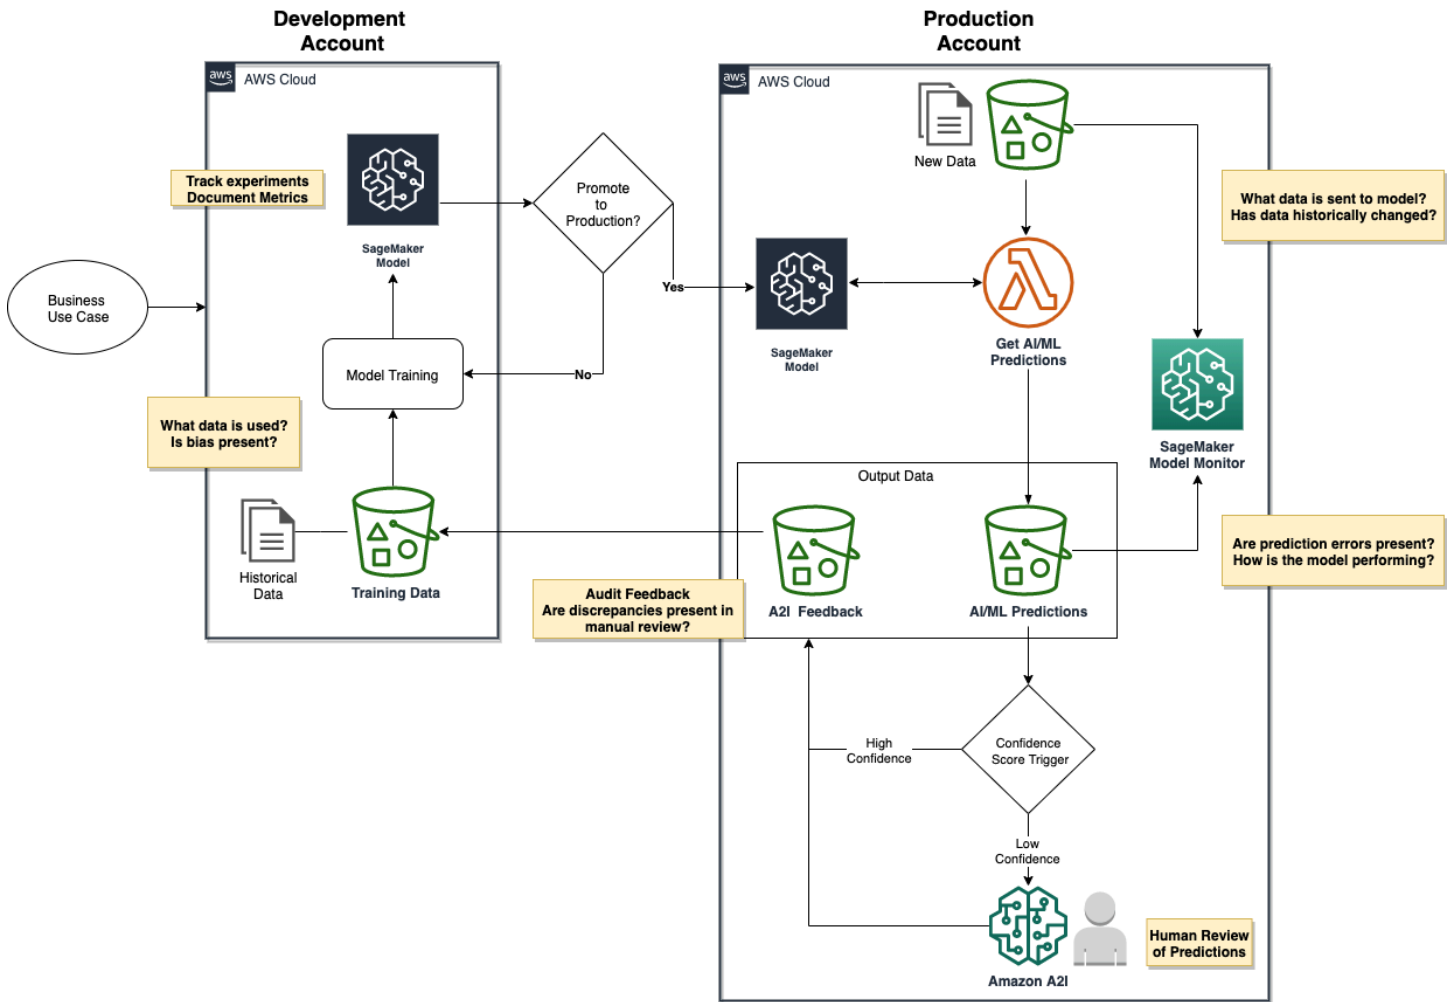 Development
Account
Production
Account
aws
AWS Cloud
aws
AWS Cloud
New Data
Track experiments
Document Metrics
SageMaker
Model
Promote
to
Production?
What data is sent to model?
Has data historically changed?
Business
Use Case
Yes
SageMaker
Model
Get AI/ML
Predictions
Model Training
No
What data is used?
Is bias present?
SageMaker
Model Monitor
Output Data
Historical
Data
Training Data
A2I Feedback
AI/ML Predictions
Are prediction errors present?
How is the model performing?
Audit Feedback
Are discrepancies present in
manual review?
High
Confidence
Confidence
Score Trigger
Low
Confidence
Amazon A2I
Human Review
of Predictions